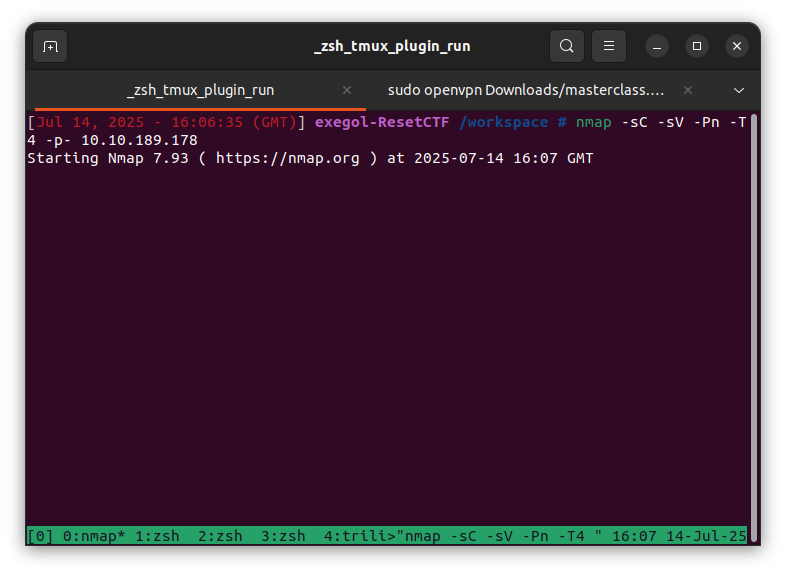 _zsh_tmux_plugin_run
_zsh_tmux_plugin_run
sudo openvpn Downloads/masterclass....
[Jul 14, 2025 - 16:06:35 (GMT)] exegol-ResetCTF /workspace # nmap -sC -sV -Pn -T
4 -p- 10.10.189.178
Starting Nmap 7.93 ( https://nmap.org ) at 2025-07-14 16:07 GMT
[0] 0:nmap* 1:zsh  2:zsh  3:zsh  4:trili>"nmap -sC -sV -Pn -T4 " 16:07 14-Jul-25